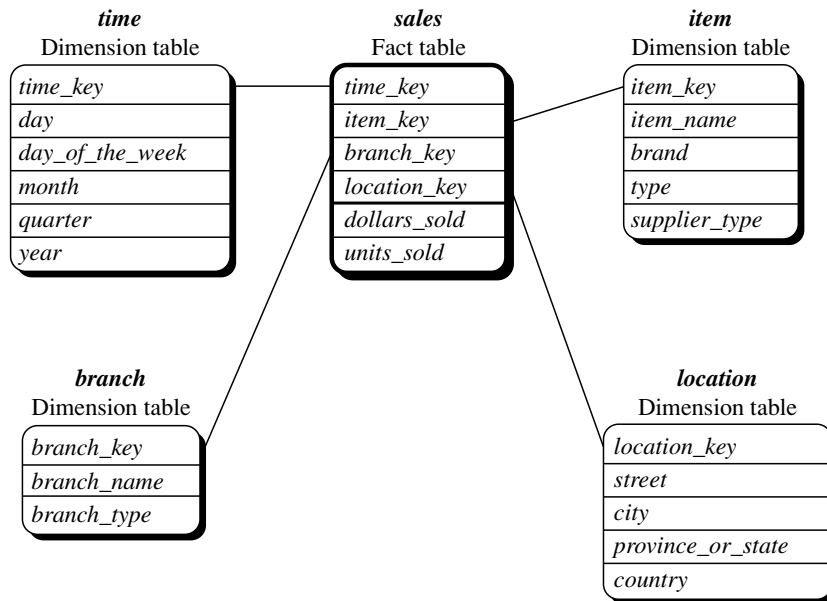 time
Dimension table
time_key
day
day_of_the_week
month
quarter
year
sales
Fact table
time_key
item_key
branch_key
location_key
dollars_sold
units_sold
item
Dimension table
item_key
item_name
brand
type
supplier_type
branch
Dimension table
branch_key
branch_name
branch_type
location
Dimension table
location_key
street
city
province_or_state
country